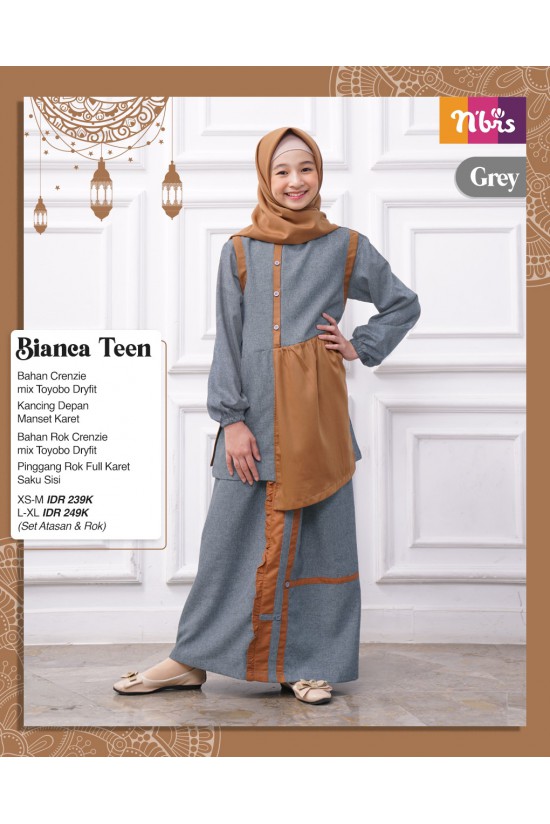 n'brs
Grey
Bianca Teen
Bahan Crenzie
mix Toyobo Dryfit
Kancing Depan
Manset Karet
Bahan Rok Crenzie
mix Toyobo Dryfit
Pinggang Rok Full Karet
Saku Sisi
XS-M IDR 239K
L-XL IDR 249K
(Set Atasan & Rok)